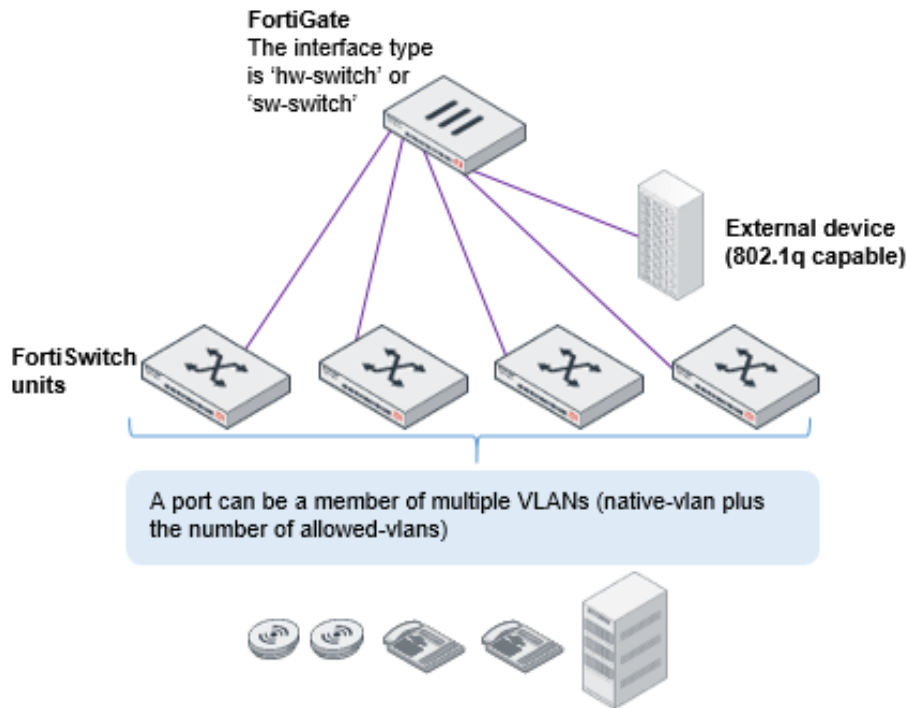 FortiGate
The interface type
is ‘hw-switch’ or
‘sw-switch’
External device
(802.1q capable)
FortiSwitch
units
A port can be a member of multiple VLANs (native-vlan plus
the number of allowed-vlans)